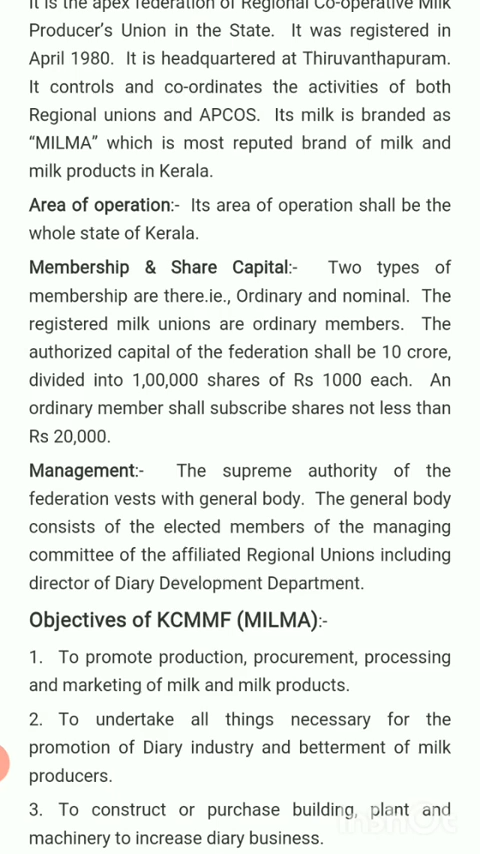 It is the apex federation of Regional Co-operative Milk
Producer's Union in the State. It was registered in
April 1980. It is headquartered at Thiruvanthapuram.
It controls and co-ordinates the activities of both
Regional unions and APCOS. Its milk is branded as
“MILMA” which is most reputed brand of milk and
milk products in Kerala.
Area of operation:- Its area of operation shall be the
whole state of Kerala.
Membership & Share Capital:- Two types of
membership are there.ie., Ordinary and nominal. The
registered milk unions are ordinary members. The
authorized capital of the federation shall be 10 crore,
divided into 1,00,000 shares of Rs 1000 each. An
ordinary member shall subscribe shares not less than
Rs 20,000.
Management:- The supreme authority of the
federation vests with general body. The general body
consists of the elected members of the managing
committee of the affiliated Regional Unions including
director of Diary Development Department.
Objectives of KCMMF (MILMA):-
1. To promote production, procurement, processing
and marketing of milk and milk products.
2. To undertake all things necessary for the
promotion of Diary industry and betterment of milk
producers.
3. To construct or purchase building, plant and
machinery to increase diary business.
InShOt